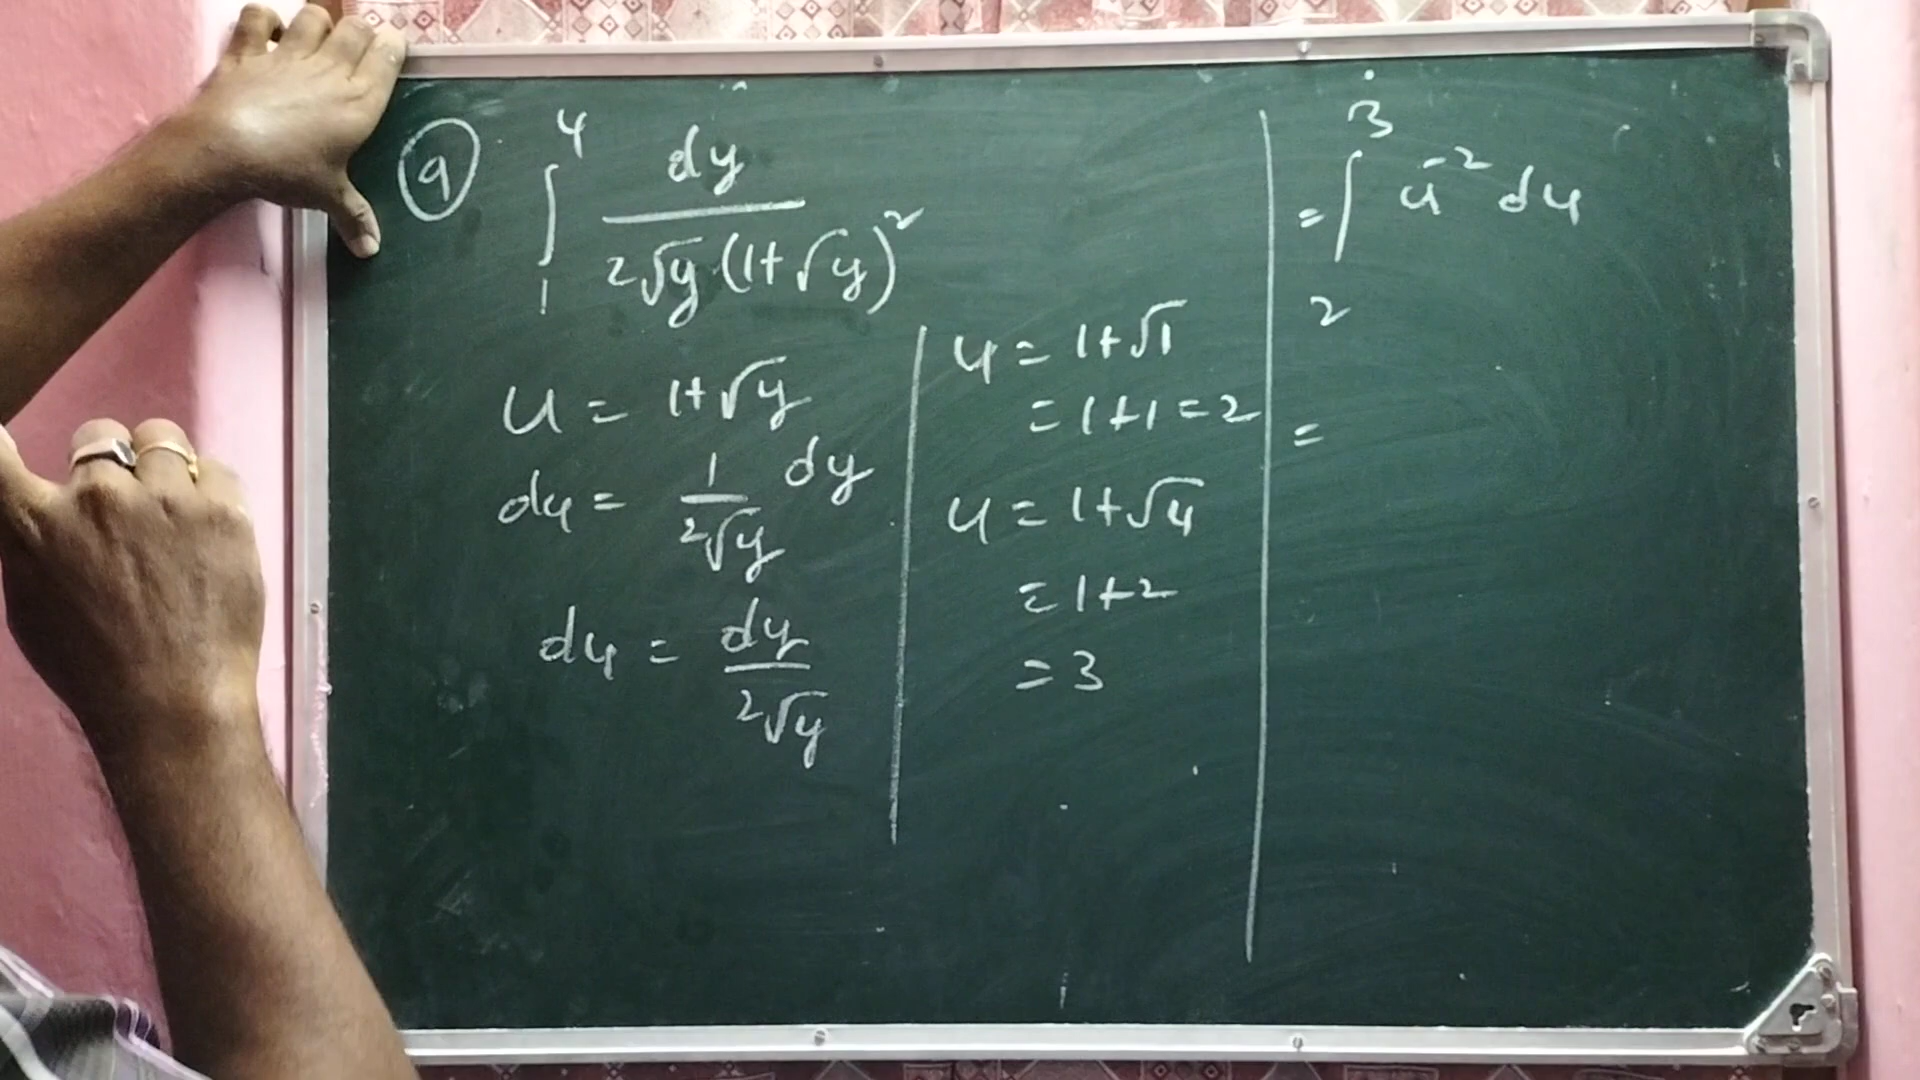 9 ∫₁⁴ dy / 2√y (1+√y)²
u = 1+√y
du = 1/2√y dy
du = dy/2√y
u = 1+√1
= 1+1 = 2
u = 1+√4
= 1+2
= 3
= ∫₂³ u⁻² du
=